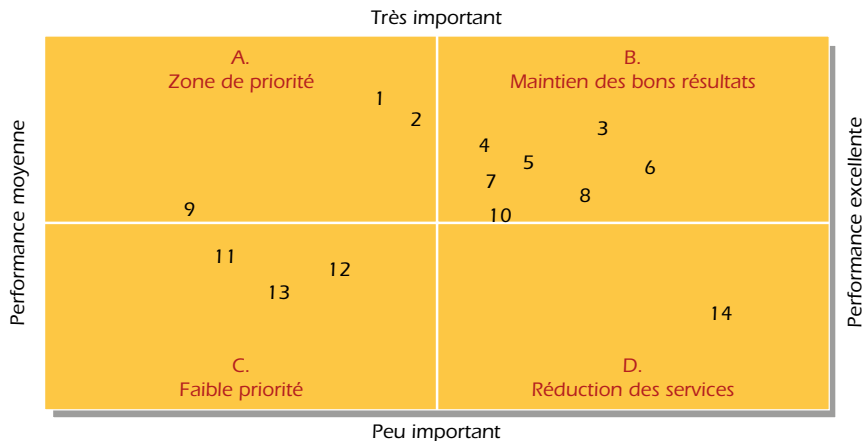 Très important
A.
Zone de priorité
B.
Maintien des bons résultats
1
2
3
4
5
6
7
8
9
10
Performance moyenne
Performance excellente
11
12
13
14
C.
Faible priorité
D.
Réduction des services
Peu important